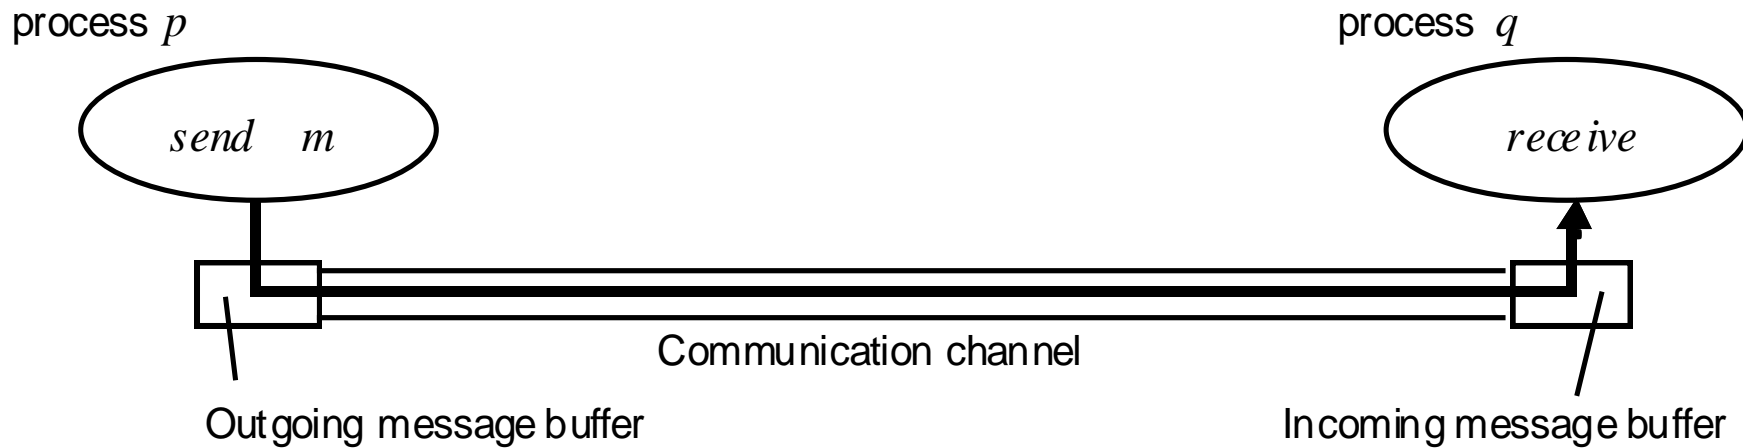 process p
process q
send m
receive
Communication channel
Outgoing message buffer
Incoming message buffer